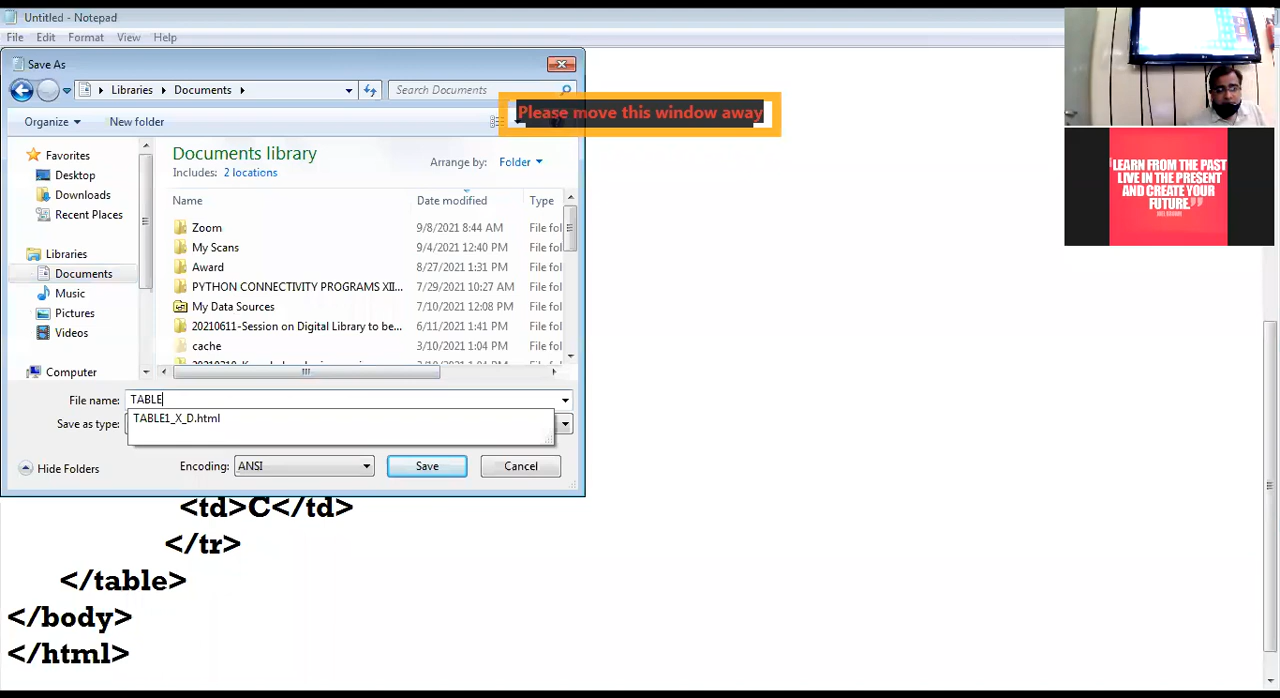 Untitled - Notepad
File Edit Format View Help
Save As
Libraries Documents
Search Documents
Please move this window away
Organize New folder
Favorites
Desktop
Downloads
Recent Places
Libraries
Documents
Music
Pictures
Videos
Computer
Documents library
Includes: 2 locations
Arrange by: Folder
Name Date modified Type
Zoom 9/8/2021 8:44 AM File fol
My Scans 9/4/2021 12:40 PM File fol
Award 8/27/2021 1:31 PM File fol
PYTHON CONNECTIVITY PROGRAMS XII... 7/29/2021 10:27 AM File fol
My Data Sources 7/10/2021 12:08 PM File fol
20210611-Session on Digital Library to be... 6/11/2021 1:41 PM File fol
cache 3/10/2021 1:04 PM File fol
File name: TABLE
TABLE1_X_D.html
Save as type:
Hide Folders
Encoding: ANSI
Save Cancel
<td>C</td>
</tr>
</table>
</body>
</html>
LEARN FROM THE PAST
LIVE IN THE PRESENT
AND CREATE YOUR
FUTURE.”